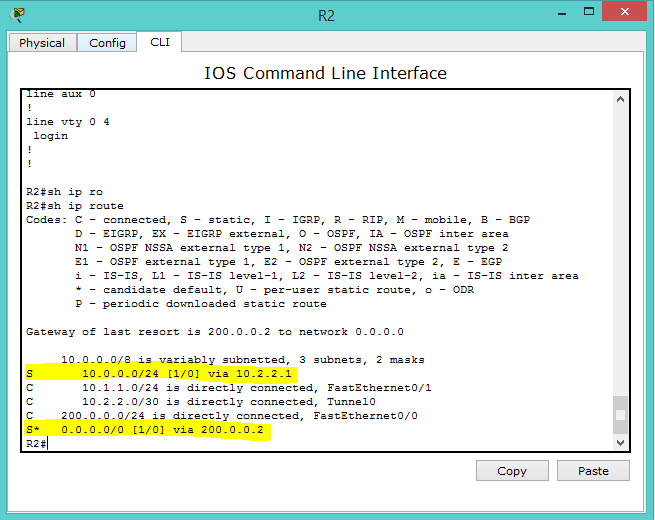 R2
Physical Config CLI
IOS Command Line Interface
line aux 0
!
line vty 0 4
login
!
!
R2#sh ip ro
R2#sh ip route
Codes: C - connected, S - static, I - IGRP, R - RIP, M - mobile, B - BGP
D - EIGRP, EX - EIGRP external, O - OSPF, IA - OSPF inter area
N1 - OSPF NSSA external type 1, N2 - OSPF NSSA external type 2
E1 - OSPF external type 1, E2 - OSPF external type 2, E - EGP
i - IS-IS, L1 - IS-IS level-1, L2 - IS-IS level-2, ia - IS-IS inter area
* - candidate default, U - per-user static route, o - ODR
P - periodic downloaded static route
Gateway of last resort is 200.0.0.2 to network 0.0.0.0
10.0.0.0/8 is variably subnetted, 3 subnets, 2 masks
S 10.0.0.0/24 [1/0] via 10.2.2.1
C 10.1.1.0/24 is directly connected, FastEthernet0/1
C 10.2.2.0/30 is directly connected, Tunnel0
C 200.0.0.0/24 is directly connected, FastEthernet0/0
S* 0.0.0.0/0 [1/0] via 200.0.0.2
R2#
Copy Paste